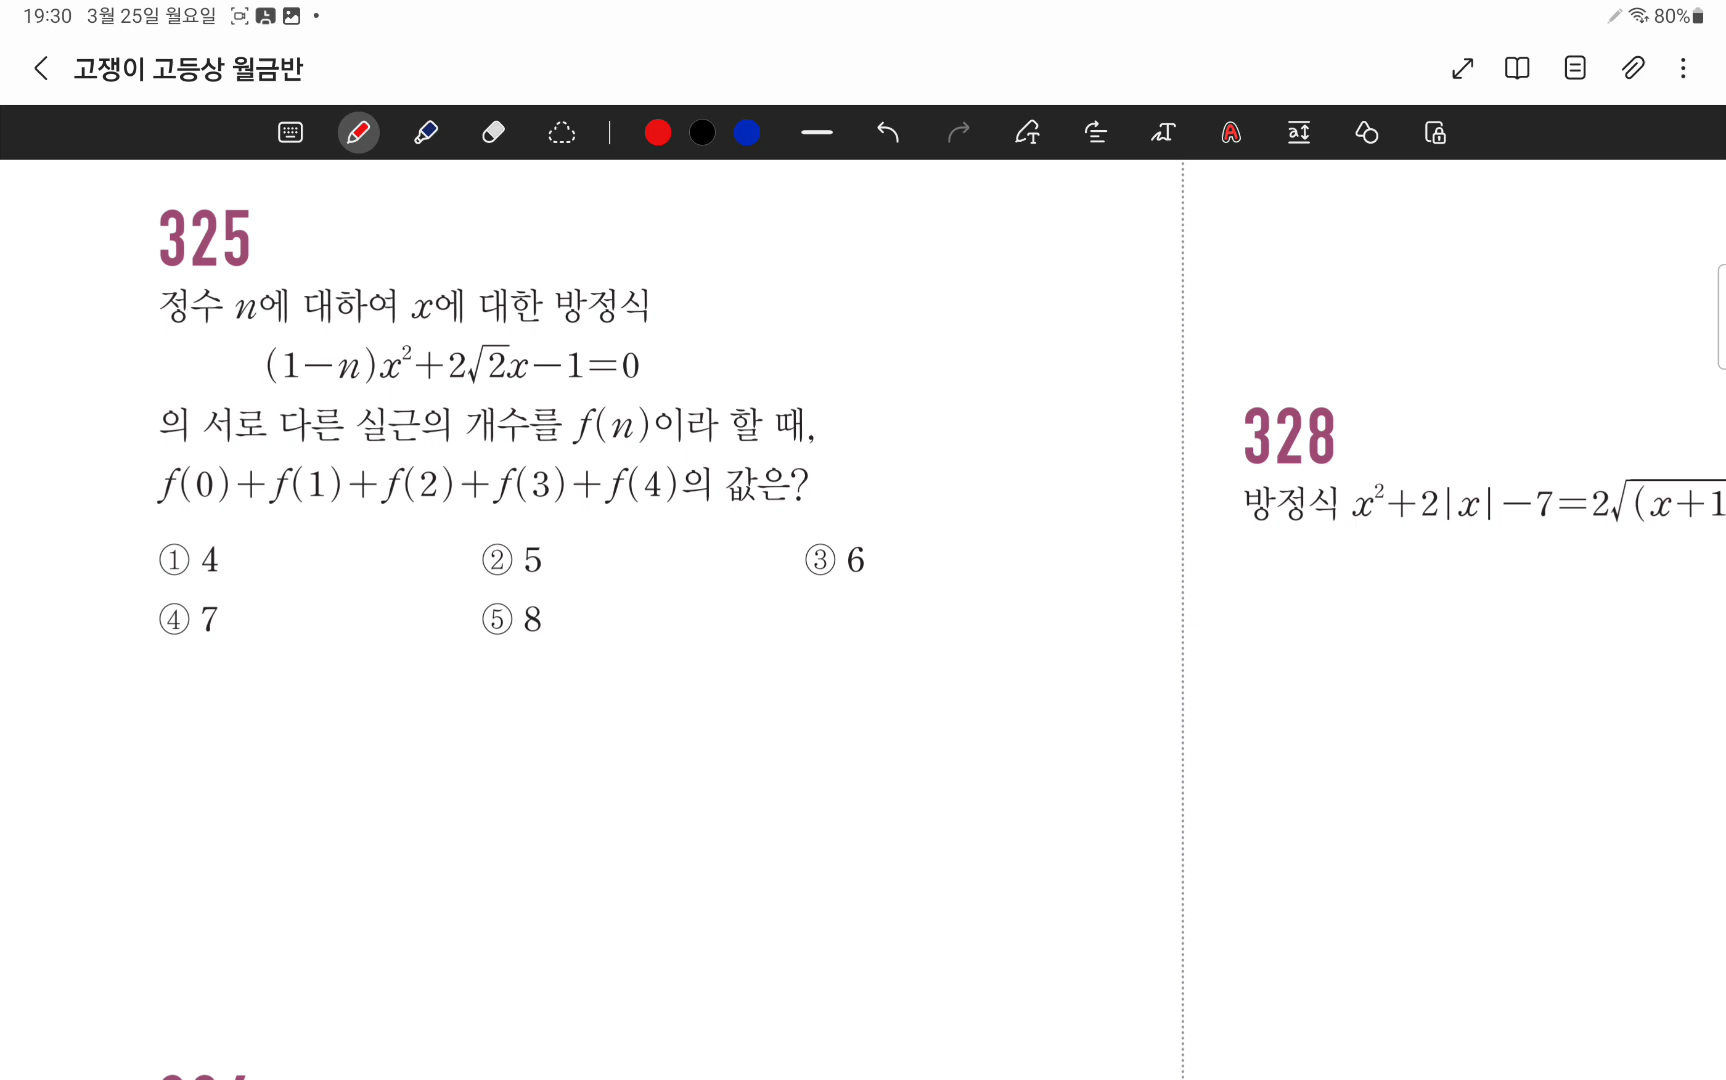 19:30 3월 25일 월요일
80%
고쟁이 고등상 월금반
325
정수 n에 대하여 x에 대한 방정식
(1−n)x²+2√2x−1=0
의 서로 다른 실근의 개수를 f(n)이라 할 때,
f(0)+f(1)+f(2)+f(3)+f(4)의 값은?
① 4 ② 5 ③ 6
④ 7 ⑤ 8
328
방정식 x²+2|x|−7=2√(x+1